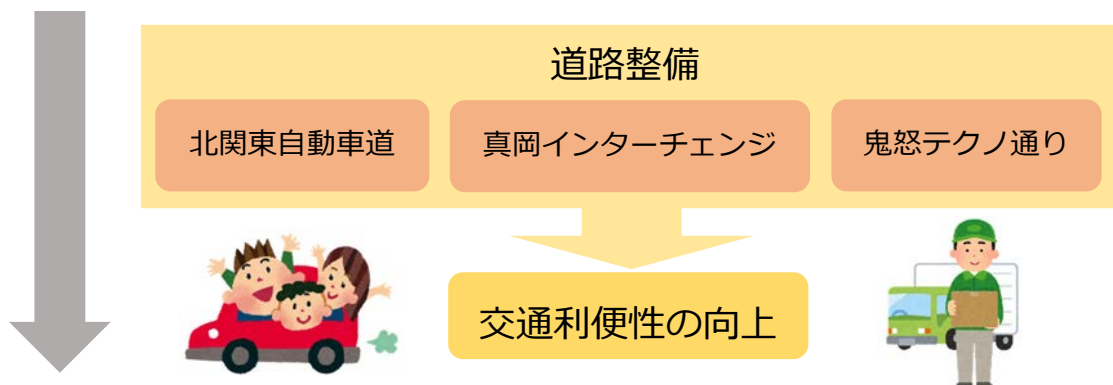 道路整備
北関東自動車道
真岡インターチェンジ
鬼怒テクノ通り
交通利便性の向上